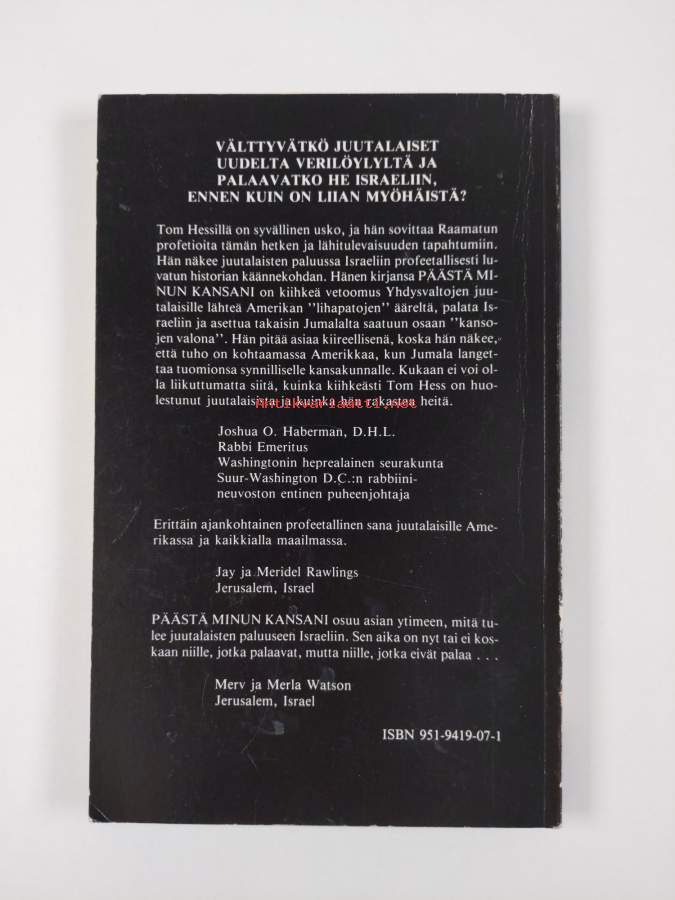 VÄLTTYVÄTKÖ JUUTALAISET
UUDELTA VERILÖYLYLTÄ JA
PALAAVATKO HE ISRAELIIN,
ENNEN KUIN ON LIIAN MYÖHÄISTÄ?
Tom Hessillä on syvällinen usko, ja hän sovittaa Raamatun
profetioita tämän hetken ja lähitulevaisuuden tapahtumiin.
Hän näkee juutalaisten paluussa Israeliin profeetallisesti lu-
vatun historian käännekohdan. Hänen kirjansa PÄÄSTÄ MI-
NUN KANSANI on kiihkeä vetoomus Yhdysvaltojen juu-
talaisille lähteä Amerikan "lihapatojen" ääreltä, palata Is-
raeliin ja asettua takaisin Jumalalta saatuun osaan "kanso-
jen valona". Hän pitää asiaa kiireellisenä, koska hän näkee,
että tuho on kohtaamassa Amerikkaa, kun Jumala langet-
taa tuomionsa synnilliselle kansakunnalle. Kukaan ei voi ol-
la liikuttumatta siitä, kuinka kiihkeästi Tom Hess on huo-
lestunut juutalaisista ja kuinka hän rakastaa heitä.
Antikvariaatti.net
Joshua O. Haberman, D.H.L.
Rabbi Emeritus
Washingtonin heprealainen seurakunta
Suur-Washington D.C.:n rabbiini-
neuvoston entinen puheenjohtaja
Erittäin ajankohtainen profeetallinen sana juutalaisille Ame-
rikassa ja kaikkialla maailmassa.
Jay ja Meridel Rawlings
Jerusalem, Israel
PÄÄSTÄ MINUN KANSANI osuu asian ytimeen, mitä tu-
lee juutalaisten paluuseen Israeliin. Sen aika on nyt tai ei kos-
kaan niille, jotka palaavat, mutta niille, jotka eivät palaa . . .
Merv ja Merla Watson
Jerusalem, Israel
ISBN 951-9419-07-1